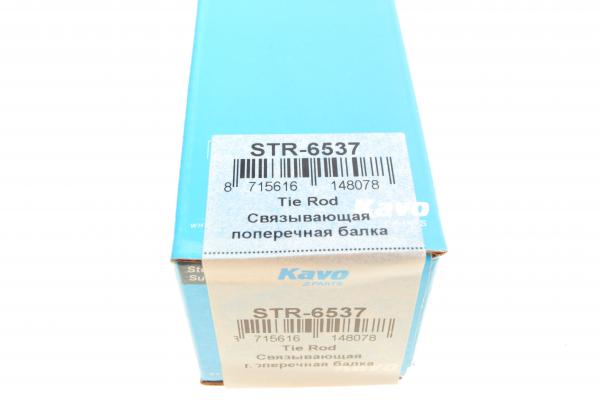 STR-6537
8 715616 148078
Tie Rod
Связывающая
поперечная балка
Kavo
Kavo
PARTS
STR-6537
715616 148078
Tie Rod
Связывающая
поперечная балка